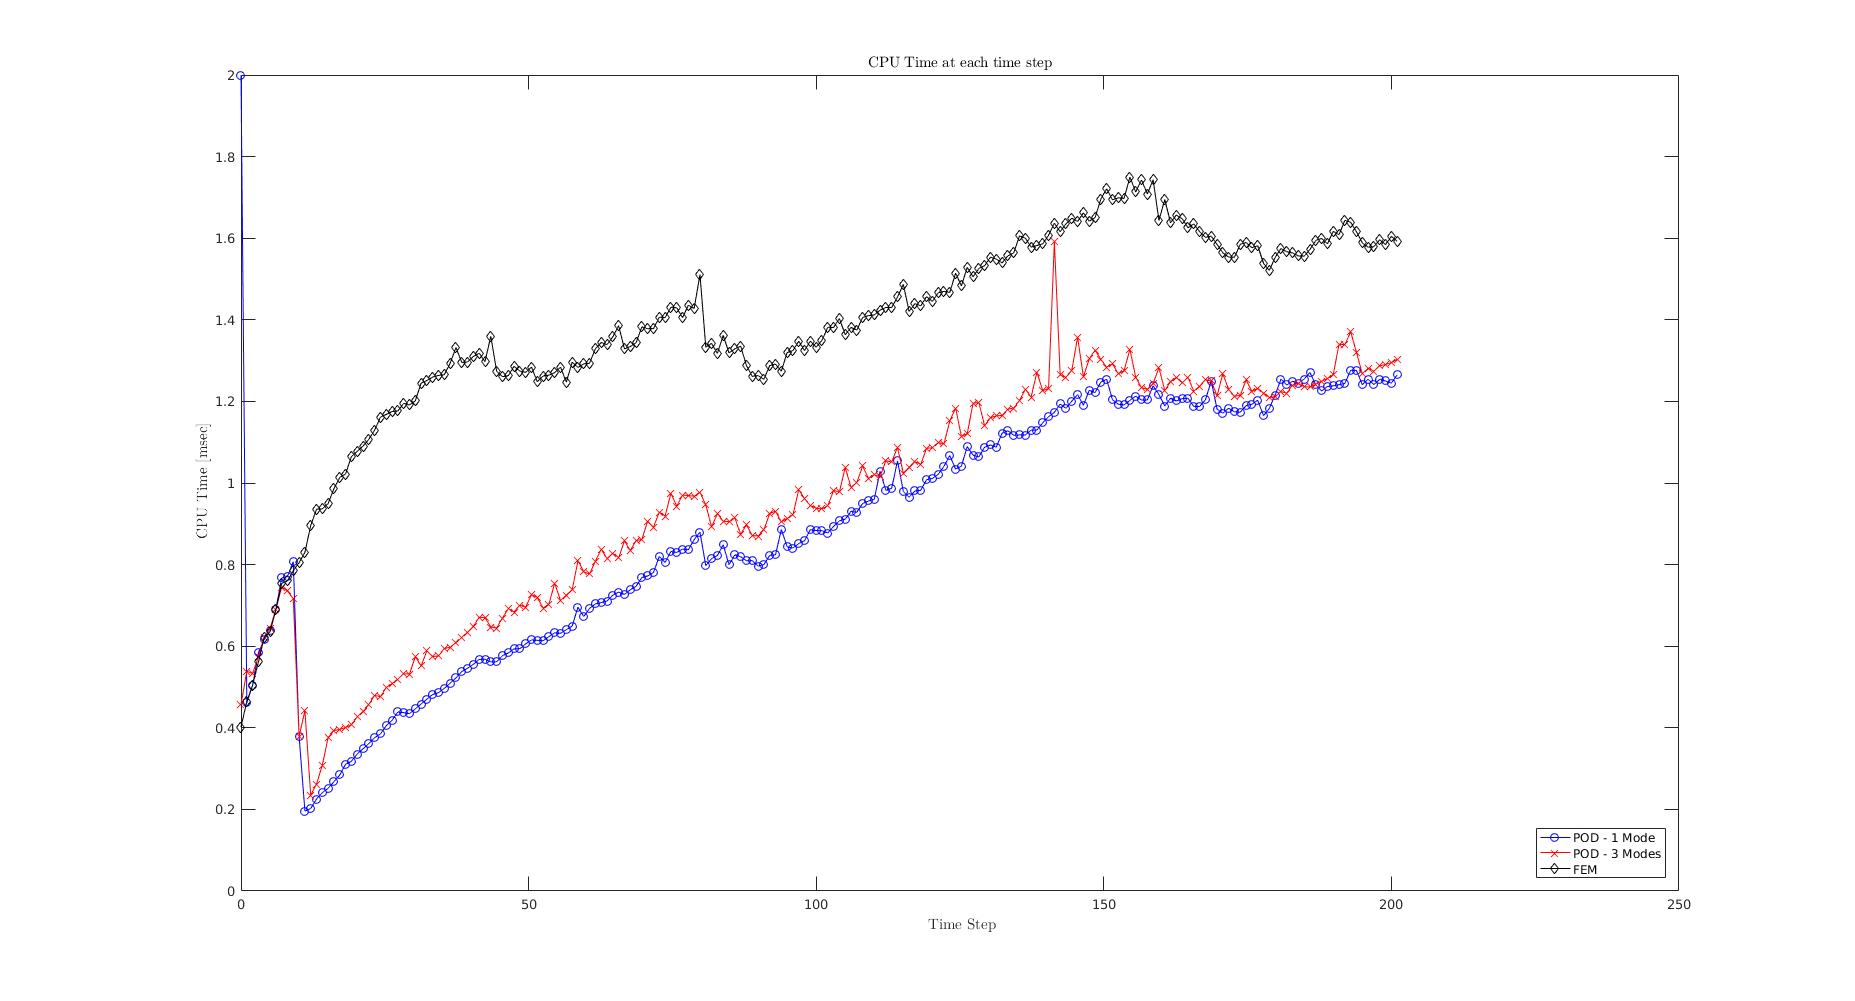 CPU Time at each time step
2
1.8
1.6
1.4
1.2
1
0.8
0.6
0.4
0.2
0
CPU Time [msec]
0 50 100 150 200 250
Time Step
POD - 1 Mode
POD - 3 Modes
FEM